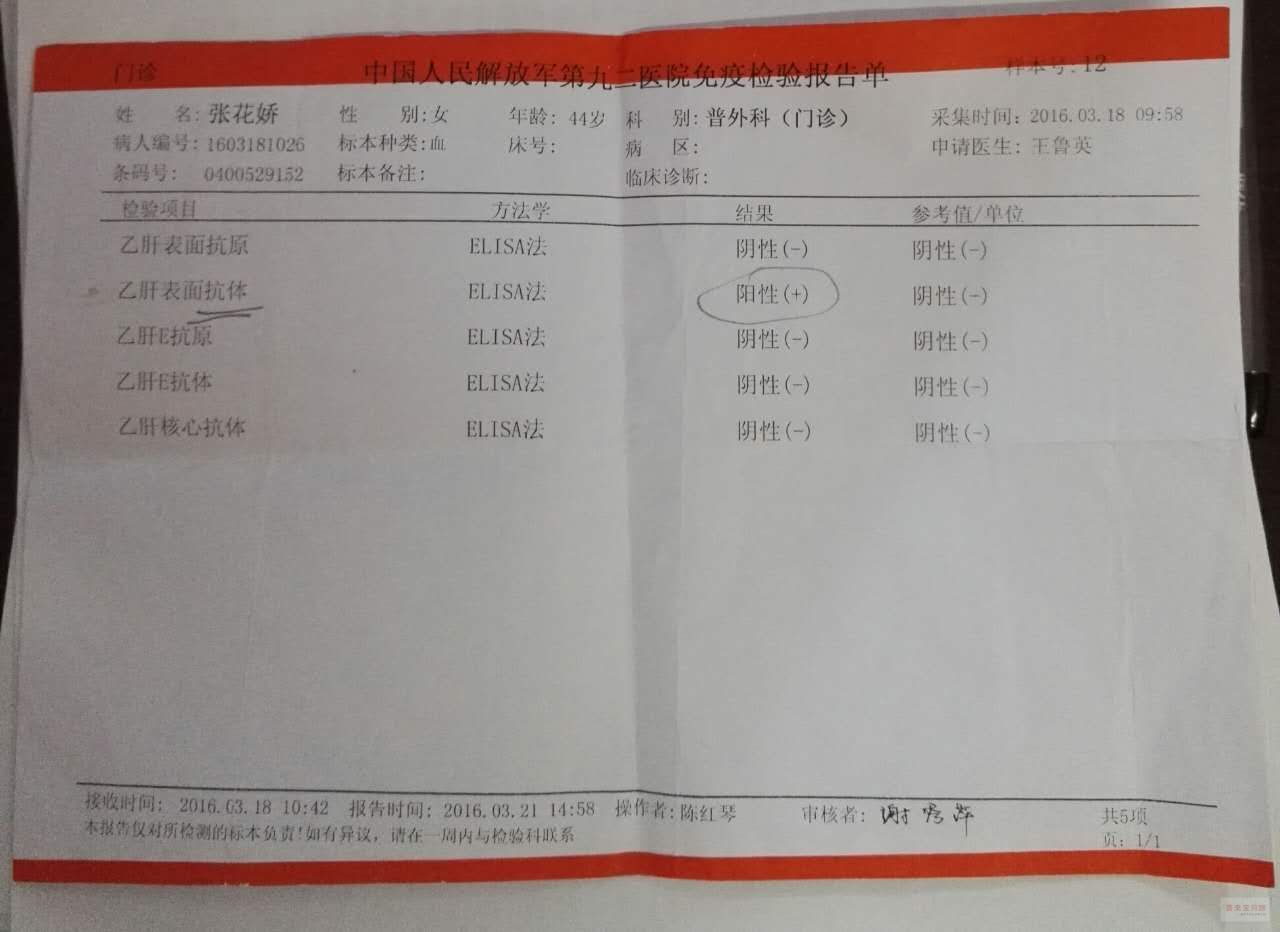 门诊
中国人民解放军第九二医院免疫检验报告单
样本号:12
姓 名:张花娇 性 别:女 年龄: 44岁 科 别:普外科(门诊) 采集时间: 2016.03.18 09:58
病人编号: 1603181026 标本种类:血 床号: 病 区: 申请医生: 王鲁英
条码号: 0400529152 标本备注: 临床诊断:
检验项目 方法学 结果 参考值/单位
乙肝表面抗原 ELISA法 阴性(-) 阴性(-)
乙肝表面抗体 ELISA法 阳性(+) 阴性(-)
乙肝E抗原 ELISA法 阴性(-) 阴性(-)
乙肝E抗体 ELISA法 阴性(-) 阴性(-)
乙肝核心抗体 ELISA法 阴性(-) 阴性(-)
接收时间: 2016.03.18 10:42 报告时间: 2016.03.21 14:58 操作者:陈红琴 审核者: 谢 共5项
本报告仅对所检测的标本负责!如有异议, 请在一周内与检验科联系 页: 1/1